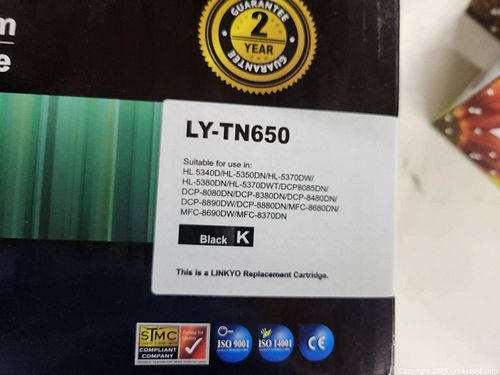 m
e
GUARANTEE
2
YEAR
GUARANTEE
LY-TN650
Suitable for use in:
HL 5340D/HL-5350DN/HL-5370DW/
HL-5380DN/HL-5370DWT/DCP8085DN/
DCP-8080DN/DCP-8380DN/DCP-8480DN/
DCP-8890DW/DCP-8880DN/MFC-8680DN/
MFC-8690DW/MFC-8370DN
Black K
This is a LINKYO Replacement Cartridge.
STMC
COMPLIANT
COMPANY
ISO 9001
ISO 14001
CE